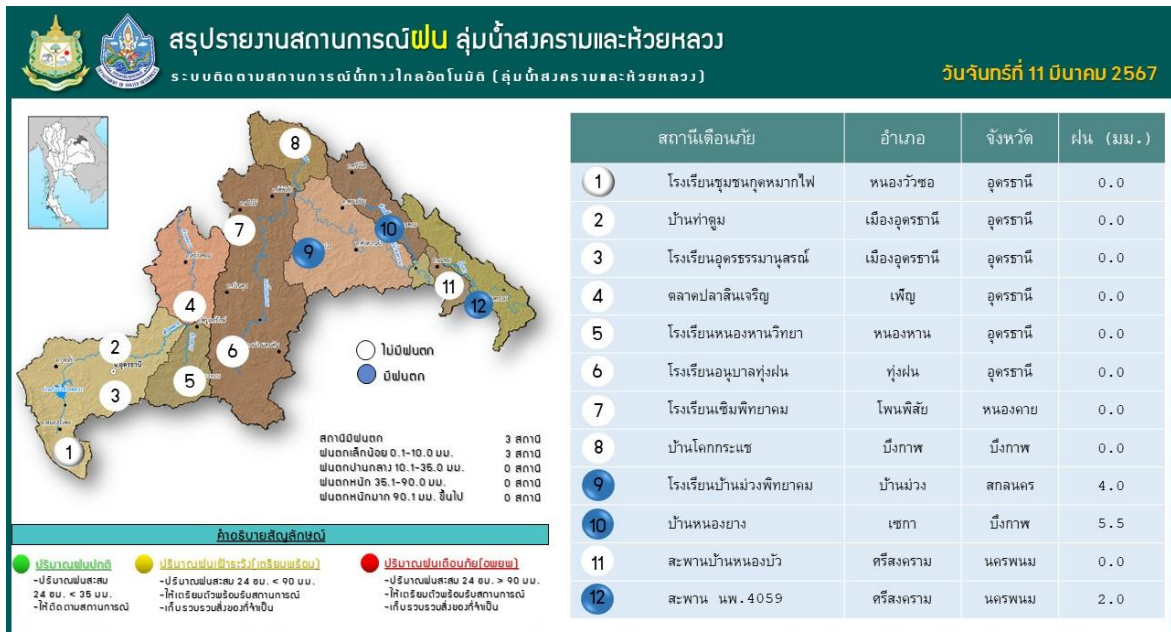 สรุปรายงานสถานการณ์ฝน ลุ่มน้ำสงครามและห้วยหลวง
ระบบติดตามสถานการณ์น้ำทางไกลอัตโนมัติ (ลุ่มน้ำสงครามและห้วยหลวง)
วันจันทร์ที่ 11 มีนาคม 2567
8
10
7
9
11
4
12
2
6
5
3
1
อุดรธานี
ไม่มีฝนตก
มีฝนตก
สถานีมีฝนตก 3 สถานี
ฝนตกเล็กน้อย 0.1-10.0 มม. 3 สถานี
ฝนตกปานกลาง 10.1-35.0 มม. 0 สถานี
ฝนตกหนัก 35.1-90.0 มม. 0 สถานี
ฝนตกหนักมาก 90.1 มม. ขึ้นไป 0 สถานี
คำอธิบายสัญลักษณ์
ปริมาณฝนปกติ
-ปริมาณฝนสะสม
24 ชม. < 35 มม.
-ให้ติดตามสถานการณ์
ปริมาณฝนเฝ้าระวัง(เตรียมพร้อม)
-ปริมาณฝนสะสม 24 ชม. < 90 มม.
-ให้เตรียมตัวพร้อมรับสถานการณ์
-เก็บรวบรวมสิ่งของที่จำเป็น
ปริมาณฝนเตือนภัย(อพยพ)
-ปริมาณฝนสะสม 24 ชม. > 90 มม.
-ให้เตรียมตัวพร้อมรับสถานการณ์
-เก็บรวบรวมสิ่งของที่จำเป็น
สถานีเตือนภัย อำเภอ จังหวัด ฝน (มม.)
1 โรงเรียนชุมชนกุดหมากไฟ หนองวัวซอ อุดรธานี 0.0
2 บ้านท่าตูม เมืองอุดรธานี อุดรธานี 0.0
3 โรงเรียนอุดรธรรมานุสรณ์ เมืองอุดรธานี อุดรธานี 0.0
4 ตลาดปลาสินเจริญ เพ็ญ อุดรธานี 0.0
5 โรงเรียนหนองหานวิทยา หนองหาน อุดรธานี 0.0
6 โรงเรียนอนุบาลทุ่งฝน ทุ่งฝน อุดรธานี 0.0
7 โรงเรียนเซิมพิทยาคม โพนพิสัย หนองคาย 0.0
8 บ้านโคกกระแซ บึงกาฬ บึงกาฬ 0.0
9 โรงเรียนบ้านม่วงพิทยาคม บ้านม่วง สกลนคร 4.0
10 บ้านหนองยาง เซกา บึงกาฬ 5.5
11 สะพานบ้านหนองบัว ศรีสงคราม นครพนม 0.0
12 สะพาน นพ.4059 ศรีสงคราม นครพนม 2.0